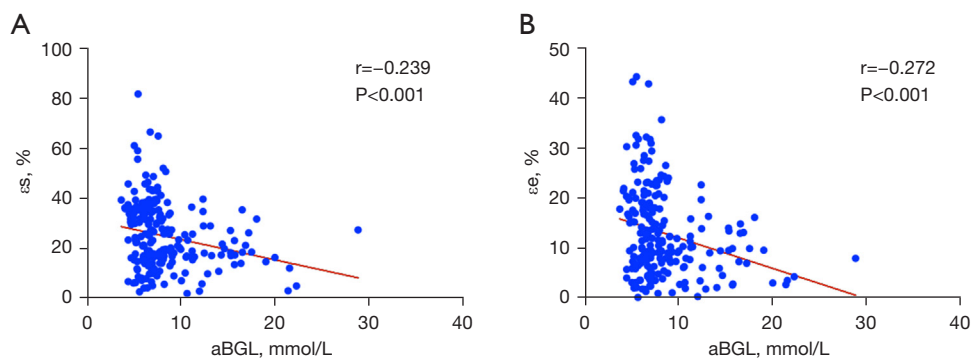 A
r=−0.239
P<0.001
100
80
60
40
20
0
εs, %
0 10 20 30 40
aBGL, mmol/L
B
r=−0.272
P<0.001
50
40
30
20
10
0
εe, %
0 10 20 30 40
aBGL, mmol/L